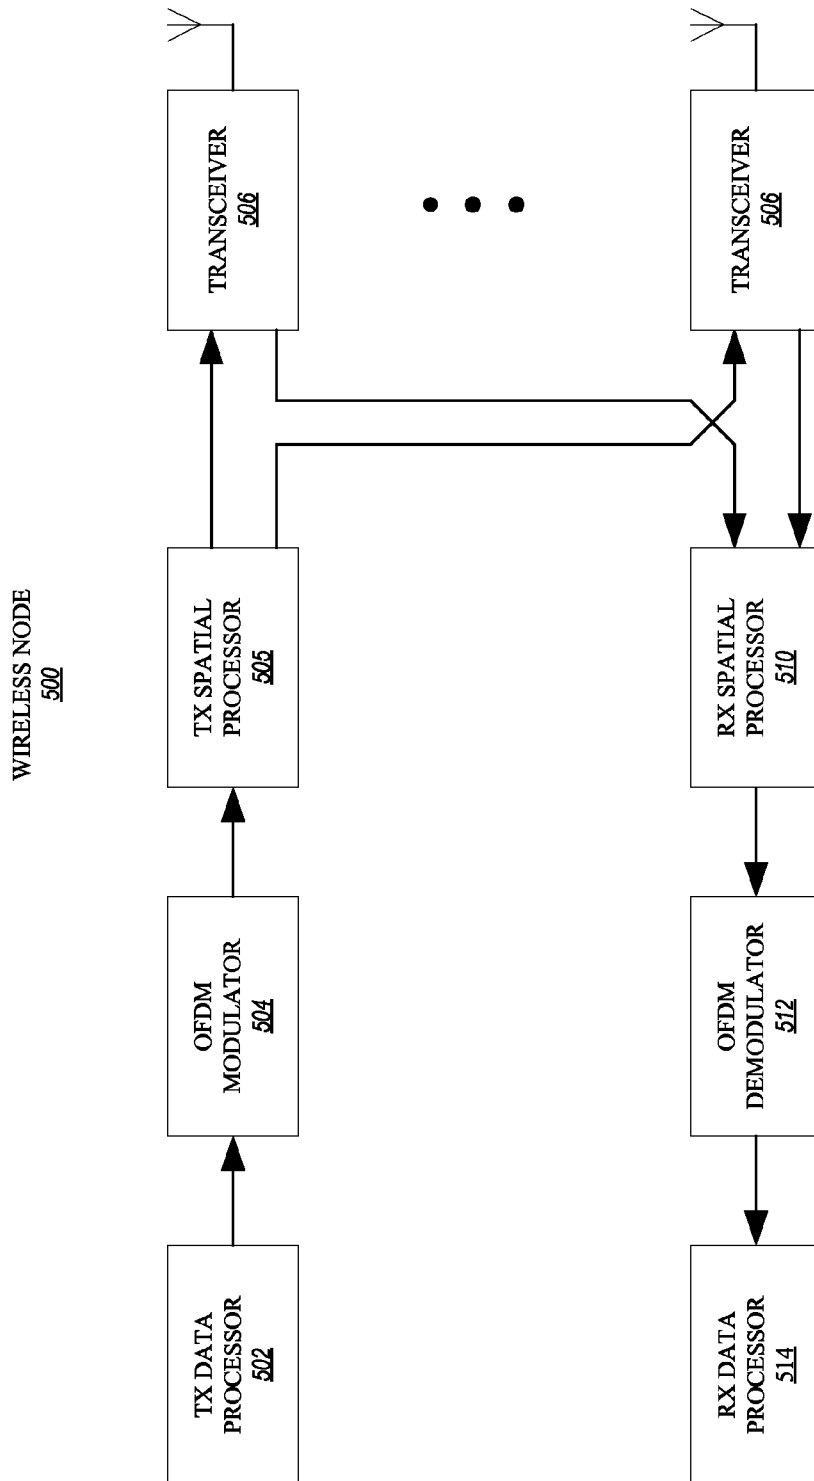 WIRELESS NODE
500
TX DATA
PROCESSOR
502
OFDM
MODULATOR
504
TX SPATIAL
PROCESSOR
505
TRANSCEIVER
506
RX DATA
PROCESSOR
514
OFDM
DEMODULATOR
512
RX SPATIAL
PROCESSOR
510
TRANSCEIVER
506